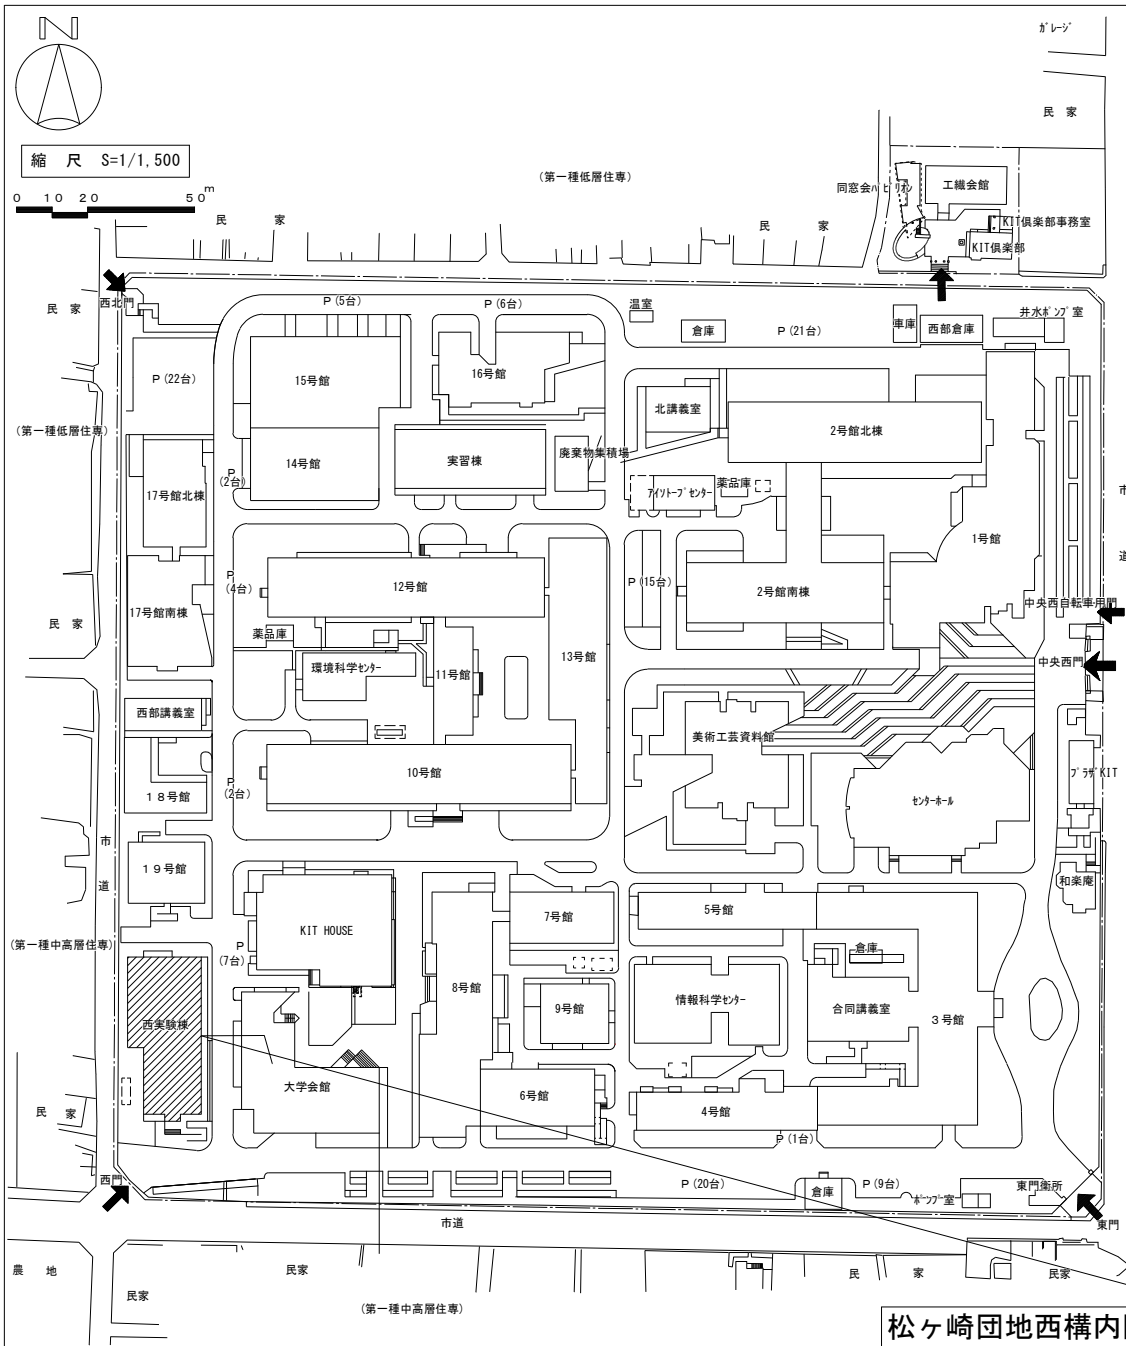 N
ｶﾞﾚｰｼﾞ
民 家
縮 尺 S=1/1,500
0 10 20 50 m
(第一種低層住専)
同窓会ﾊﾟﾋﾞﾘｵﾝ
工繊会館
KIT倶楽部事務室
KIT倶楽部
民 家
民 家
西北門
民 家
P (5台)
P (6台)
温室
倉庫
P (21台)
車庫
西部倉庫
井水ﾎﾟﾝﾌﾟ室
P (22台)
15号館
16号館
北講義室
2号館北棟
(第一種低層住専)
14号館
実習棟
廃棄物集積場
P
(2台)
17号館北棟
ｱｲｿﾄｰﾌﾟｾﾝﾀｰ
薬品庫
市
道
1号館
12号館
P
(4台)
P (15台)
2号館南棟
17号館南棟
民 家
薬品庫
中央西自転車用門
13号館
環境科学ｾﾝﾀｰ
11号館
中央西門
西部講義室
美術工芸資料館
10号館
P
(2台)
18号館
ｾﾝﾀｰﾎｰﾙ
ﾌﾟﾗｻﾞKIT
市
道
19号館
和楽庵
5号館
7号館
KIT HOUSE
(第一種中高層住専)
P
(7台)
倉庫
8号館
9号館
情報科学ｾﾝﾀｰ
合同講義室
3号館
西実験棟
大学会館
6号館
4号館
民 家
P (1台)
西門
P (20台)
倉庫
P (9台)
ﾎﾟﾝﾌﾟ室
東門衛所
東門
市道
農 地
民家
民 家
民家
民家
(第一種中高層住専)
松ヶ崎団地西構内